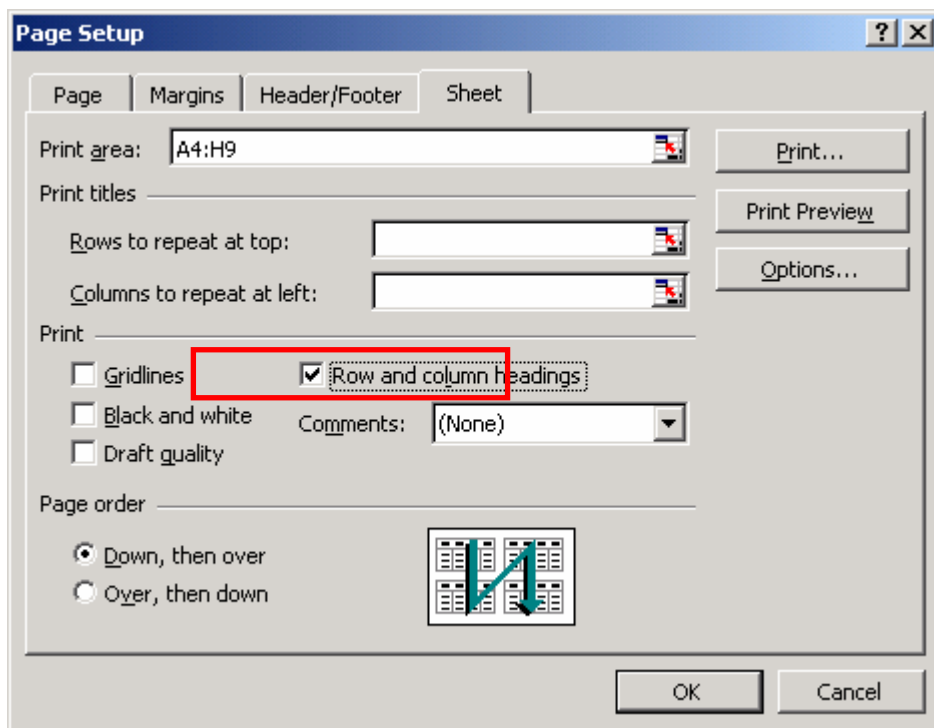 Page Setup
Page Margins Header/Footer Sheet
Print area: A4:H9 Print...
Print titles
Print Preview
Rows to repeat at top:
Options...
Columns to repeat at left:
Print
Gridlines Row and column headings
Black and white Comments: (None)
Draft quality
Page order
Down, then over
Over, then down
OK Cancel